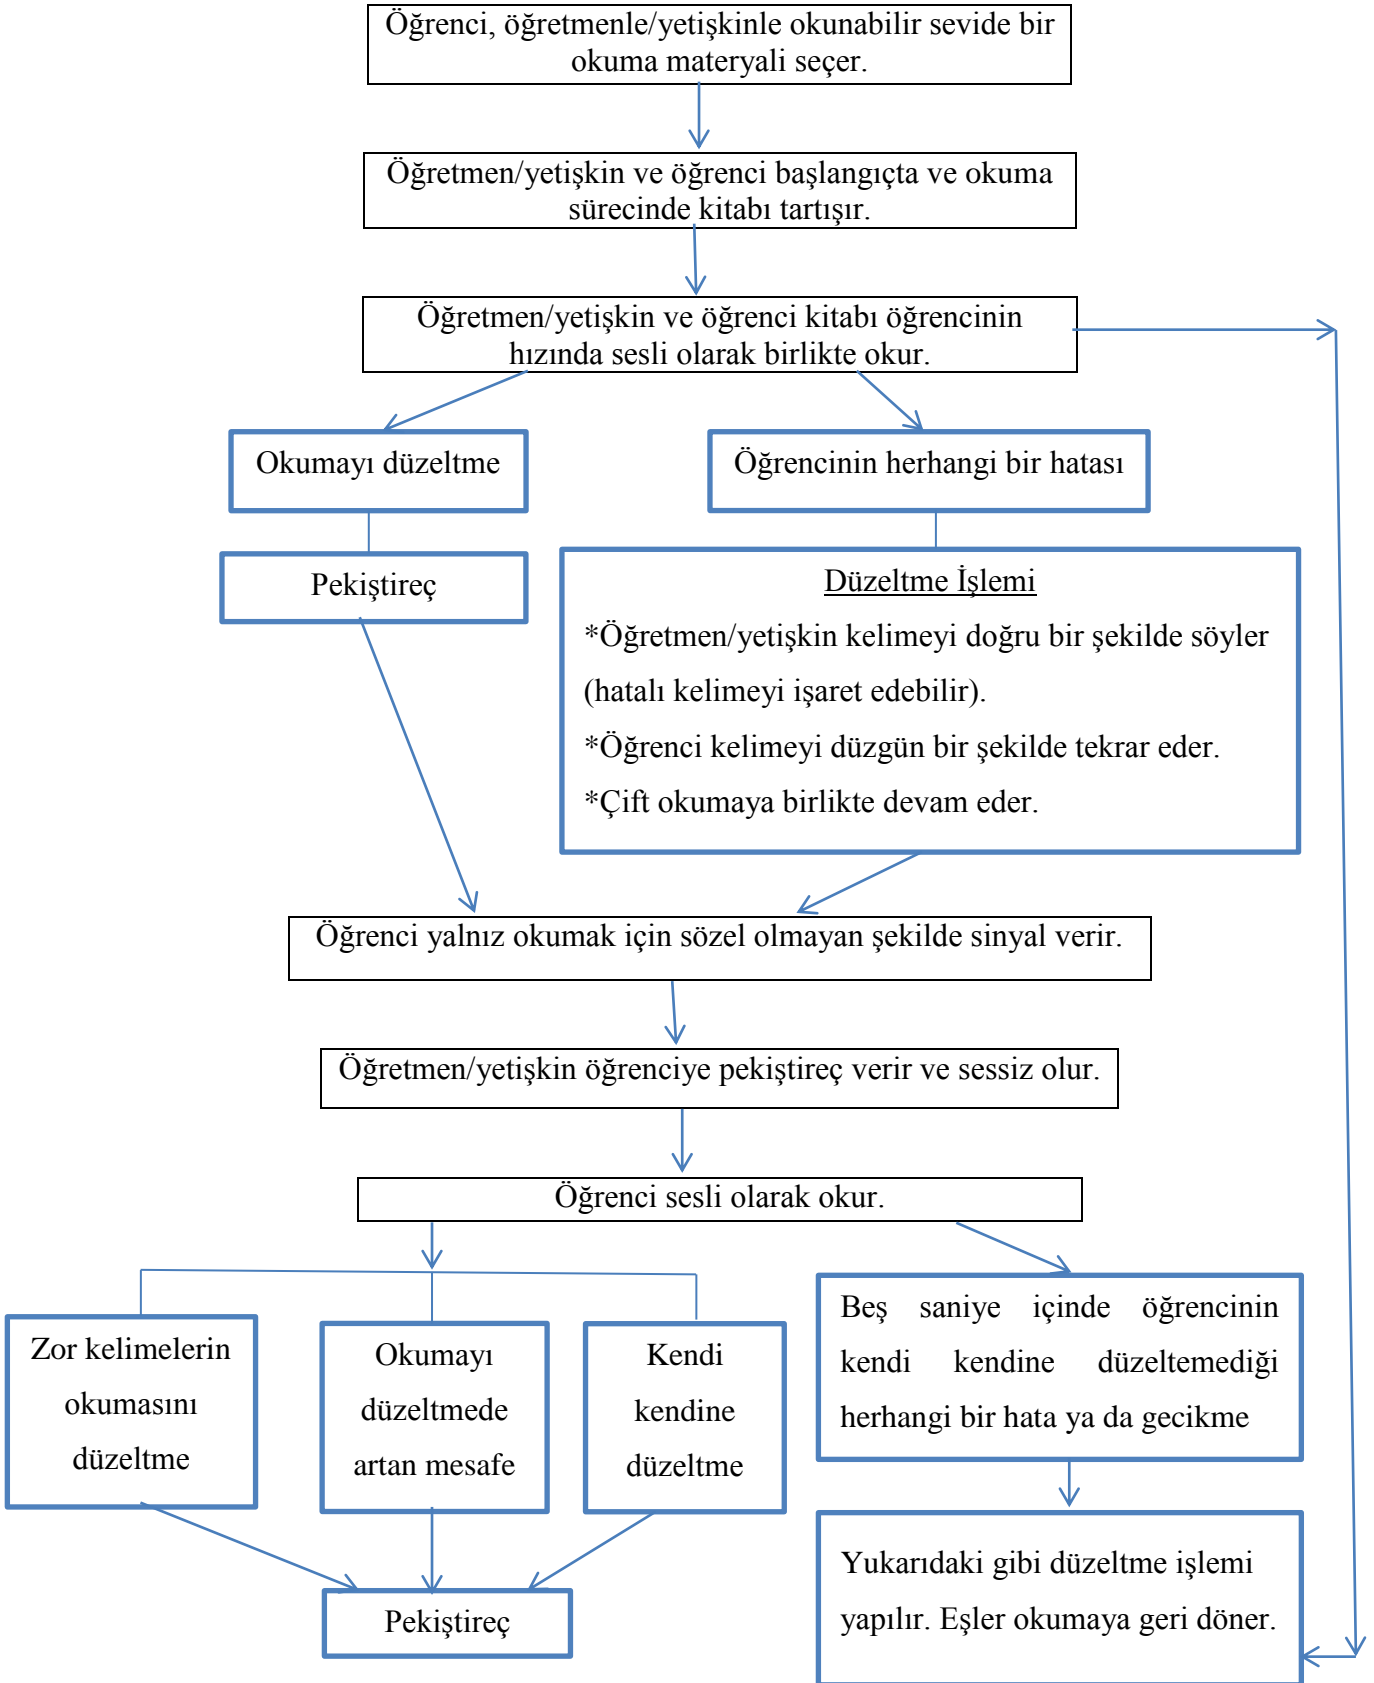 Öğrenci, öğretmenle/yetişkinle okunabilir sevide bir
okuma materyali seçer.
Öğretmen/yetişkin ve öğrenci başlangıçta ve okuma
sürecinde kitabı tartışır.
Öğretmen/yetişkin ve öğrenci kitabı öğrencinin
hızında sesli olarak birlikte okur.
Okumayı düzeltme
Öğrencinin herhangi bir hatası
Pekiştireç
Düzeltme İşlemi
*Öğretmen/yetişkin kelimeyi doğru bir şekilde söyler
(hatalı kelimeyi işaret edebilir).
*Öğrenci kelimeyi düzgün bir şekilde tekrar eder.
*Çift okumaya birlikte devam eder.
Öğrenci yalnız okumak için sözel olmayan şekilde sinyal verir.
Öğretmen/yetişkin öğrenciye pekiştireç verir ve sessiz olur.
Öğrenci sesli olarak okur.
Zor kelimelerin
okumasını
düzeltme
Okumayı
düzeltmede
artan mesafe
Kendi
kendine
düzeltme
Beş saniye içinde öğrencinin
kendi kendine düzeltemediği
herhangi bir hata ya da gecikme
Pekiştireç
Yukarıdaki gibi düzeltme işlemi
yapılır. Eşler okumaya geri döner.